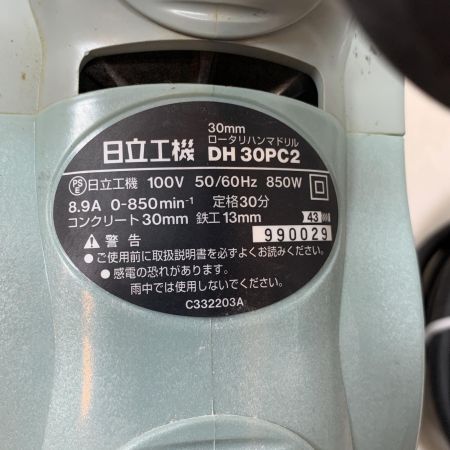 30mm
ロータリハンマドリル
日立工機 DH 30PC2
PS E 日立工機 100V 50/60Hz 850W
8.9A 0-850min⁻¹ 定格30分
コンクリート30mm 鉄工13mm
43
990029
警告
●ご使用前に取扱説明書を必ずよくお読みください。
●感電の恐れがあります。
雨中では使用しないでください。
C332203A